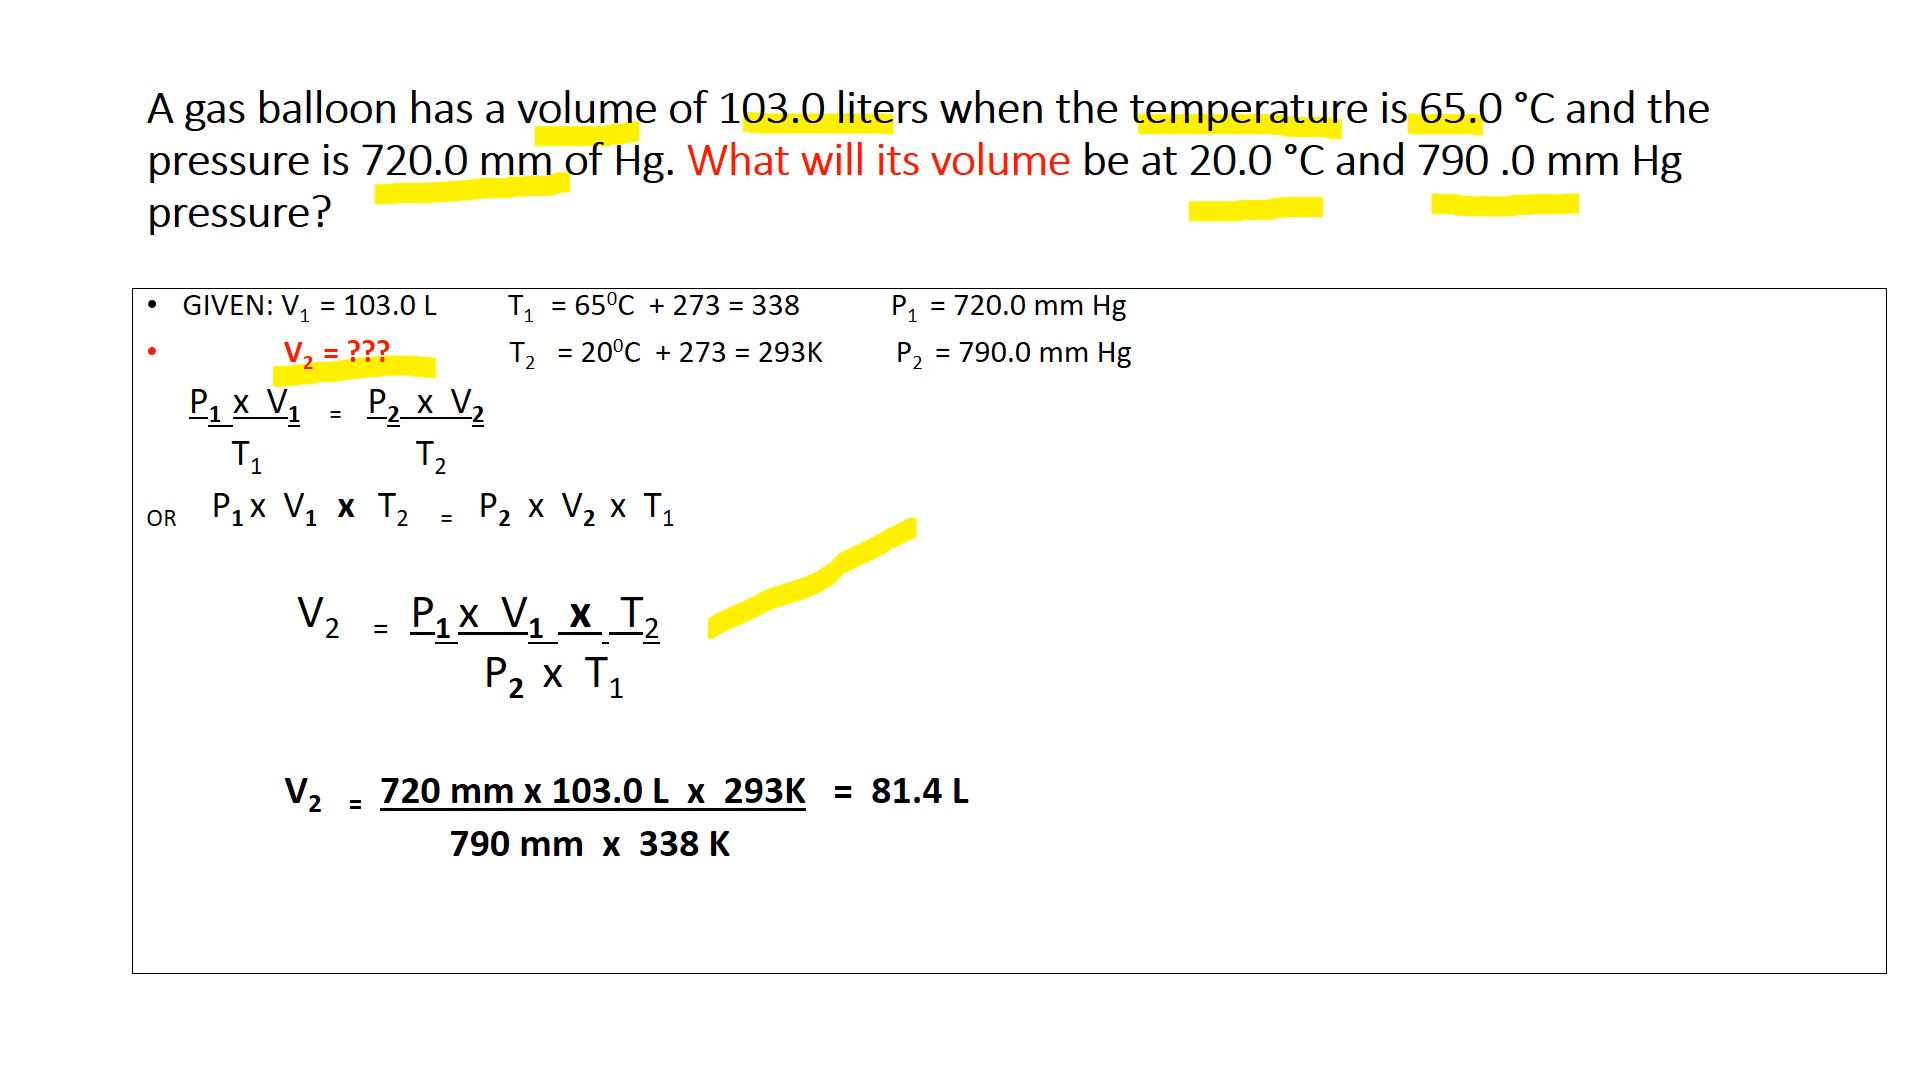 A gas balloon has a volume of 103.0 liters when the temperature is 65.0 °C and the
pressure is 720.0 mm of Hg. What will its volume be at 20.0 °C and 790 .0 mm Hg
pressure?
• GIVEN: V₁ = 103.0 L T₁ = 65⁰C + 273 = 338 P₁ = 720.0 mm Hg
• V₂ = ??? T₂ = 20⁰C + 273 = 293K P₂ = 790.0 mm Hg
P₁ x V₁ = P₂ x V₂
T₁ T₂
OR P₁ x V₁ x T₂ = P₂ x V₂ x T₁
V₂ = P₁ x V₁ x T₂
P₂ x T₁
V₂ = 720 mm x 103.0 L x 293K = 81.4 L
790 mm x 338 K